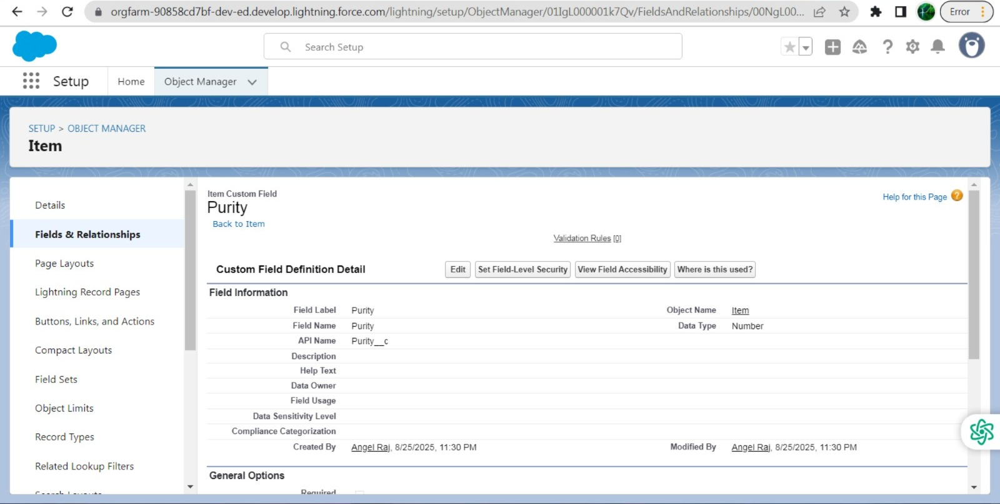 orgfarm-90858cd7bf-dev-ed.develop.lightning.force.com/lightning/setup/ObjectManager/01IgL000001k7Qv/FieldsAndRelationships/00NgL00...
Error
Search Setup
Setup
Home
Object Manager
SETUP > OBJECT MANAGER
Item
Details
Fields & Relationships
Page Layouts
Lightning Record Pages
Buttons, Links, and Actions
Compact Layouts
Field Sets
Object Limits
Record Types
Related Lookup Filters
Search Layouts
Item Custom Field
Purity
Back to Item
Help for this Page
Validation Rules [0]
Custom Field Definition Detail
Edit
Set Field-Level Security
View Field Accessibility
Where is this used?
Field Information
Field Label Purity Object Name Item
Field Name Purity Data Type Number
API Name Purity__c
Description
Help Text
Data Owner
Field Usage
Data Sensitivity Level
Compliance Categorization
Created By Angel Raj, 8/25/2025, 11:30 PM Modified By Angel Raj, 8/25/2025, 11:30 PM
General Options
Required